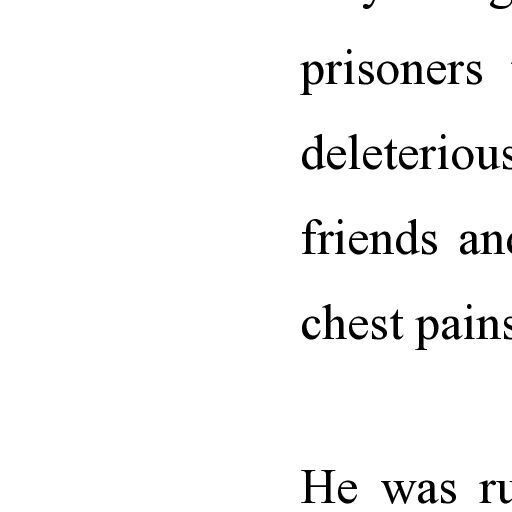 prisoners
deleterious
friends and
chest pains
He was